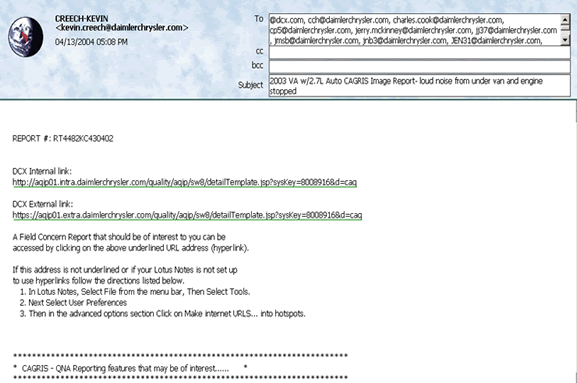 CREECH-KEVIN
<kevin.creech@daimlerchrysler.com>
04/13/2004 05:08 PM
To
@dcx.com, cch@daimlerchrysler.com, charles.cook@daimlerchrysler.com,
cp5@daimlerchrysler.com, jerry.mckinney@daimlerchrysler.com, jj37@daimlerchrysler.com
, jmsb@daimlerchrysler.com, jnb3@daimlerchrysler.com, JEN31@daimlerchrysler.com,
cc
bcc
Subject
2003 VA w/2.7L Auto CAGRIS Image Report- loud noise from under van and engine
stopped
REPORT #: RT4482KC430402
DCX Internal link:
http://aqip01.intra.daimlerchrysler.com/quality/aqip/sw8/detailTemplate.jsp?sysKey=8008916&d=caq
DCX External link:
https://aqip01.extra.daimlerchrysler.com/quality/aqip/sw8/detailTemplate.jsp?sysKey=8008916&d=caq
A Field Concern Report that should be of interest to you can be
accessed by clicking on the above underlined URL address (hyperlink).
If this address is not underlined or if your Lotus Notes is not set up
to use hyperlinks follow the directions listed below.
1. In Lotus Notes, Select File from the menu bar, Then Select Tools.
2. Next Select User Preferences
3. Then in the advanced options section Click on Make internet URLS... into hotspots.
********************************************************************
* CAGRIS - QNA Reporting features that may be of interest...... *
********************************************************************